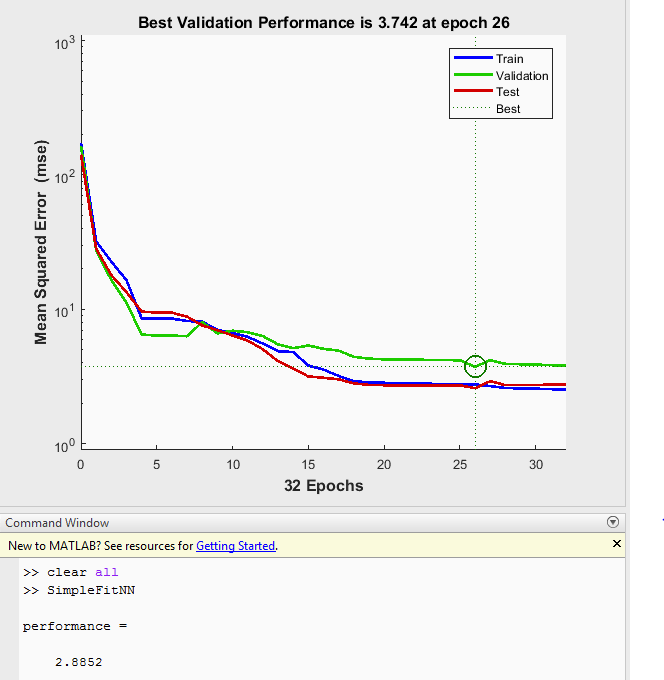 Best Validation Performance is 3.742 at epoch 26
10^3
10^2
10^1
10^0
Mean Squared Error (mse)
Train
Validation
Test
Best
0 5 10 15 20 25 30
32 Epochs
Command Window
New to MATLAB? See resources for Getting Started.
>> clear all
>> SimpleFitNN
performance =
2.8852